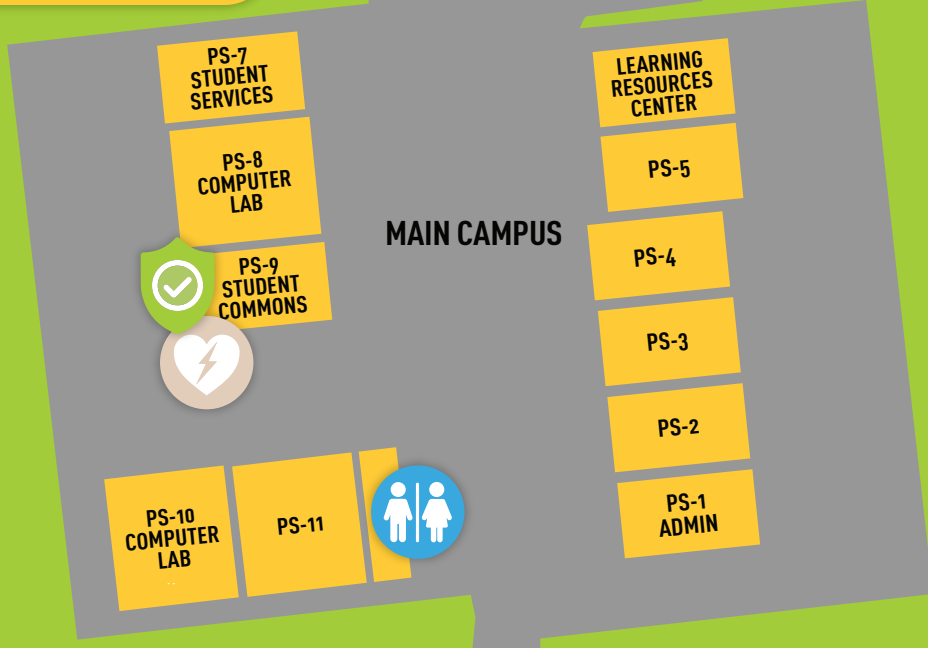 PS-7
STUDENT
SERVICES
PS-8
COMPUTER
LAB
PS-9
STUDENT
COMMONS
MAIN CAMPUS
LEARNING
RESOURCES
CENTER
PS-5
PS-4
PS-3
PS-2
PS-1
ADMIN
PS-10
COMPUTER
LAB
PS-11